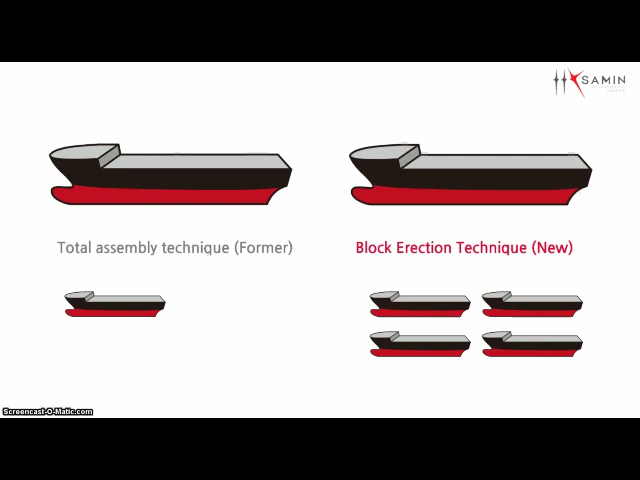 SAMIN
Total assembly technique (Former)
Block Erection Technique (New)
Screencast-O-Matic.com